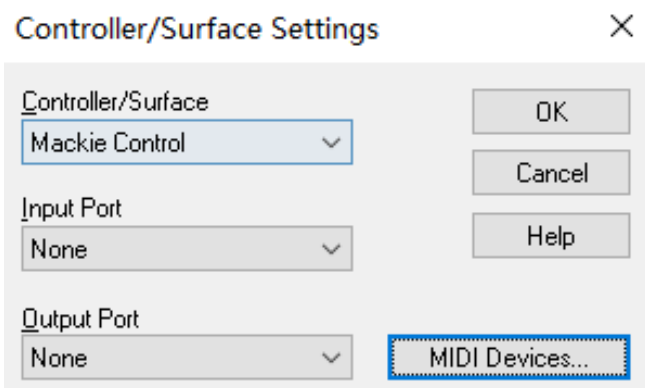 Controller/Surface Settings
Controller/Surface
Mackie Control
OK
Cancel
Input Port
None
Help
Output Port
None
MIDI Devices...